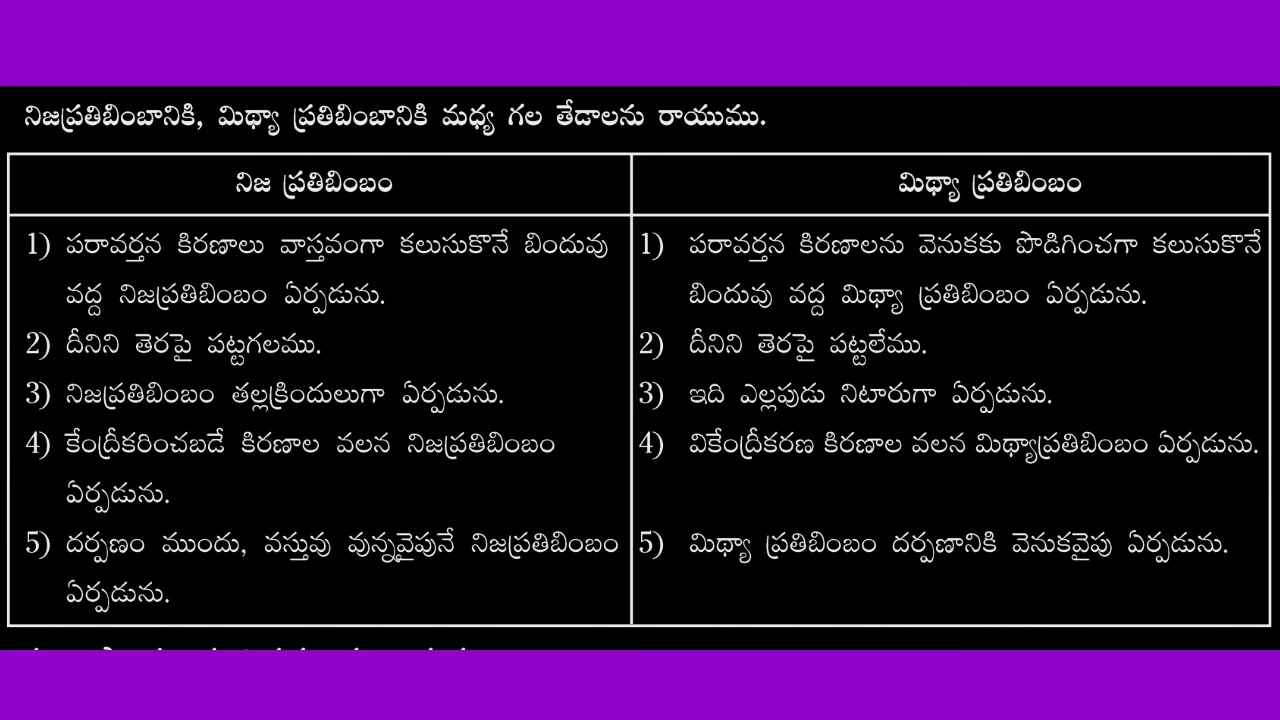 నిజప్రతిబింబానికి, మిథ్యా ప్రతిబింబానికి మధ్య గల తేడాలను రాయుము.
నిజ ప్రతిబింబం
1) పరావర్తన కిరణాలు వాస్తవంగా కలుసుకొనే బిందువు
వద్ద నిజప్రతిబింబం ఏర్పడును.
2) దీనిని తెరపై పట్టగలము.
3) నిజప్రతిబింబం తల్లక్రిందులుగా ఏర్పడును.
4) కేంద్రీకరించబడే కిరణాల వలన నిజప్రతిబింబం
ఏర్పడును.
5) దర్పణం ముందు, వస్తువు వున్నవైపునే నిజప్రతిబింబం
ఏర్పడును.
మిథ్యా ప్రతిబింబం
1) పరావర్తన కిరణాలను వెనుకకు పొడిగించగా కలుసుకొనే
బిందువు వద్ద మిథ్యా ప్రతిబింబం ఏర్పడును.
2) దీనిని తెరపై పట్టలేము.
3) ఇది ఎల్లపుడు నిటారుగా ఏర్పడును.
4) వికేంద్రీకరణ కిరణాల వలన మిథ్యాప్రతిబింబం ఏర్పడును.
5) మిథ్యా ప్రతిబింబం దర్పణానికి వెనుకవైపు ఏర్పడును.